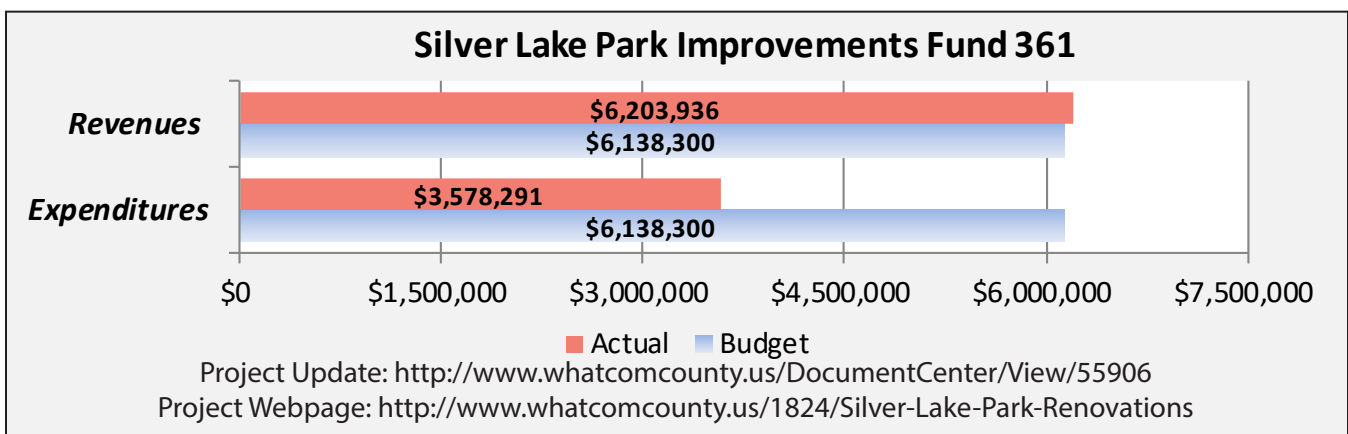 Silver Lake Park Improvements Fund 361
Revenues
$6,203,936
$6,138,300
Expenditures
$3,578,291
$6,138,300
$0 $1,500,000 $3,000,000 $4,500,000 $6,000,000 $7,500,000
Actual Budget
Project Update: http://www.whatcomcounty.us/DocumentCenter/View/55906
Project Webpage: http://www.whatcomcounty.us/1824/Silver-Lake-Park-Renovations